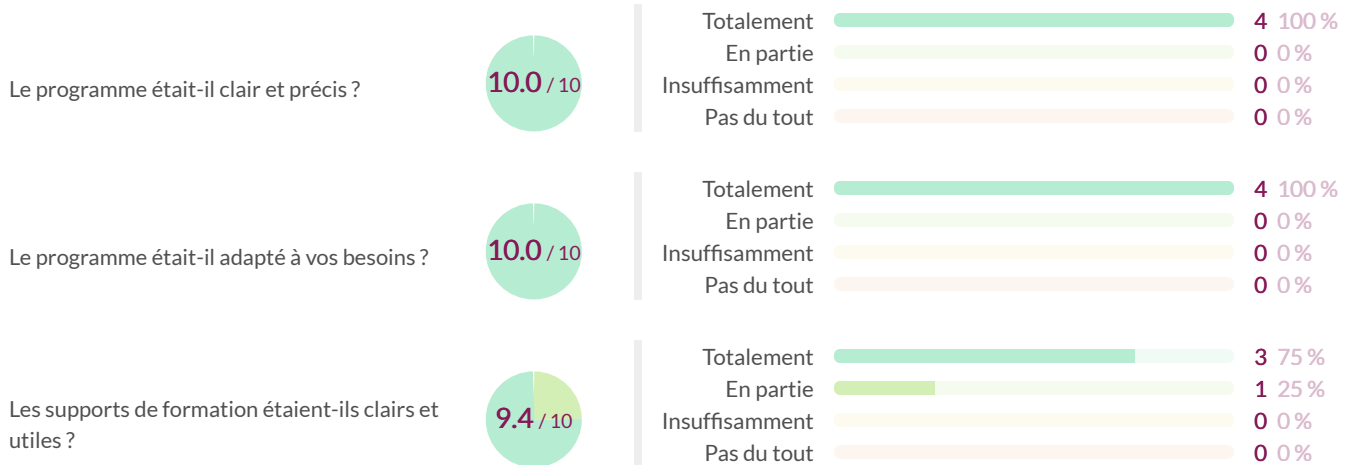 Le programme était-il clair et précis ?
10.0 / 10
Totalement 4 100 %
En partie 0 0 %
Insuffisamment 0 0 %
Pas du tout 0 0 %
Le programme était-il adapté à vos besoins ?
10.0 / 10
Totalement 4 100 %
En partie 0 0 %
Insuffisamment 0 0 %
Pas du tout 0 0 %
Les supports de formation étaient-ils clairs et
utiles ?
9.4 / 10
Totalement 3 75 %
En partie 1 25 %
Insuffisamment 0 0 %
Pas du tout 0 0 %